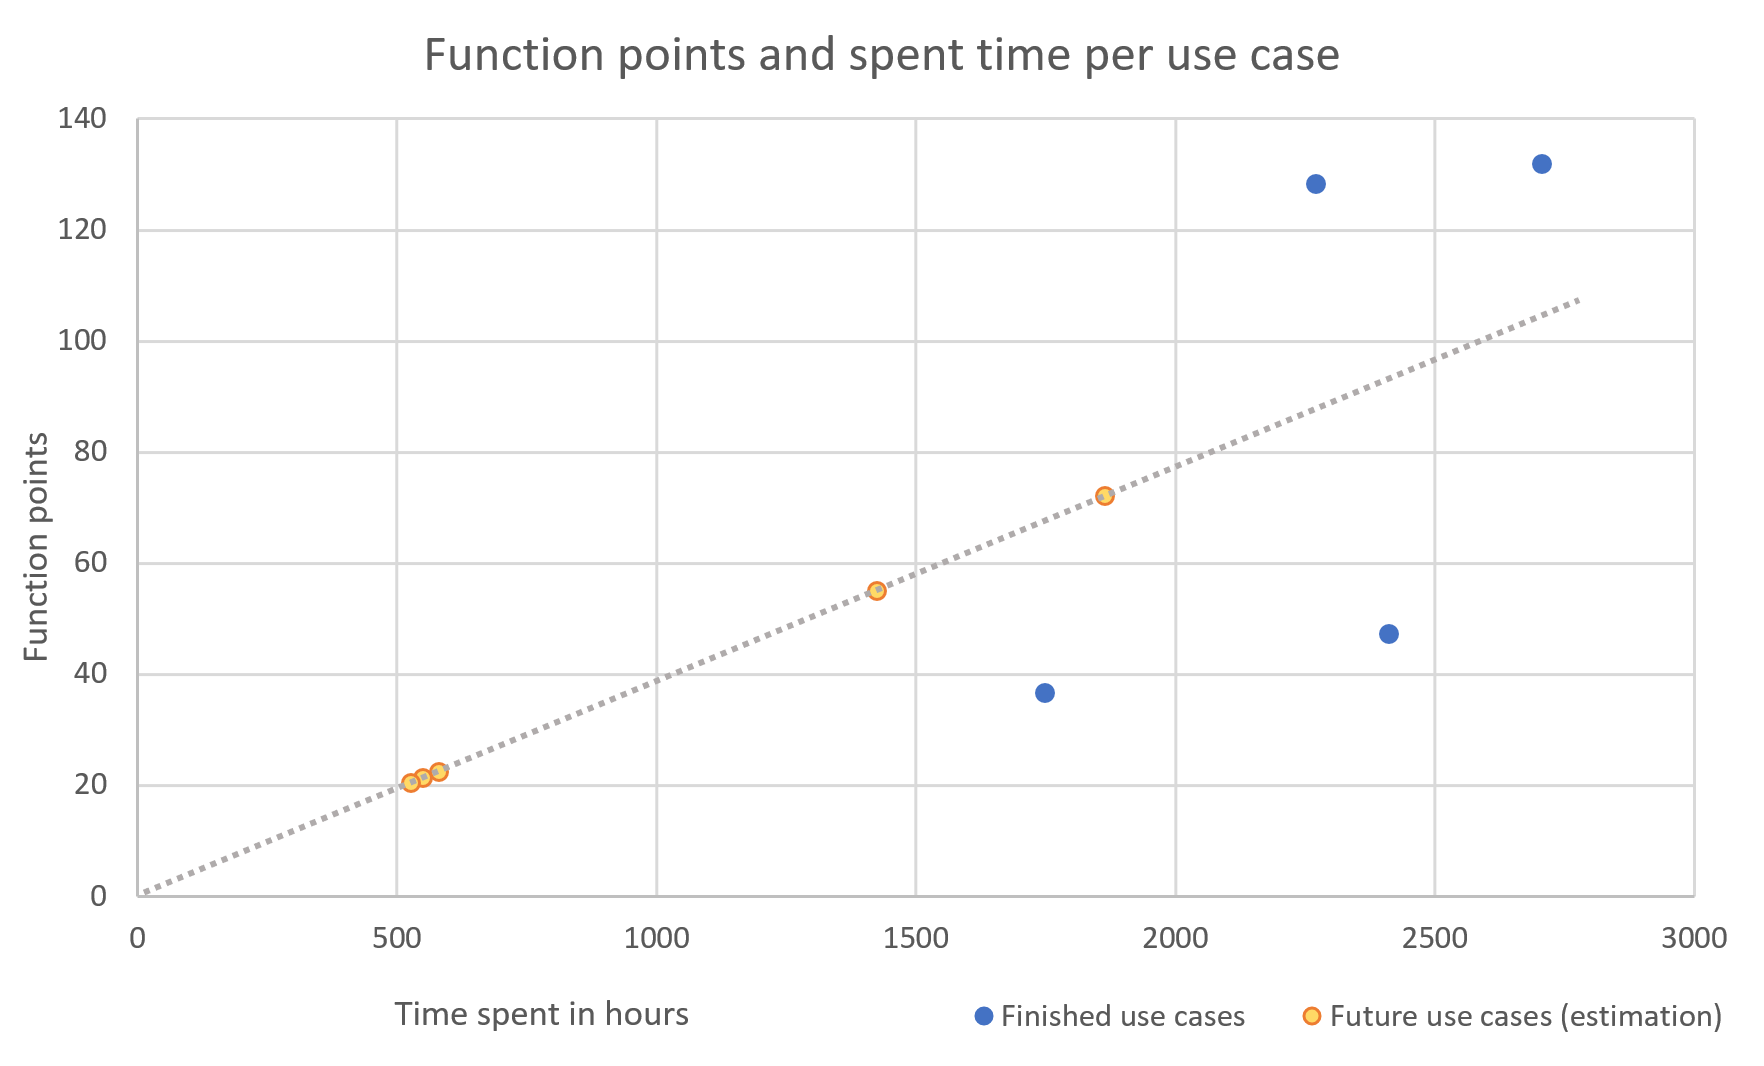 Function points and spent time per use case
140
120
100
80
60
40
20
0
Function points
0 500 1000 1500 2000 2500 3000
Time spent in hours
Finished use cases
Future use cases (estimation)